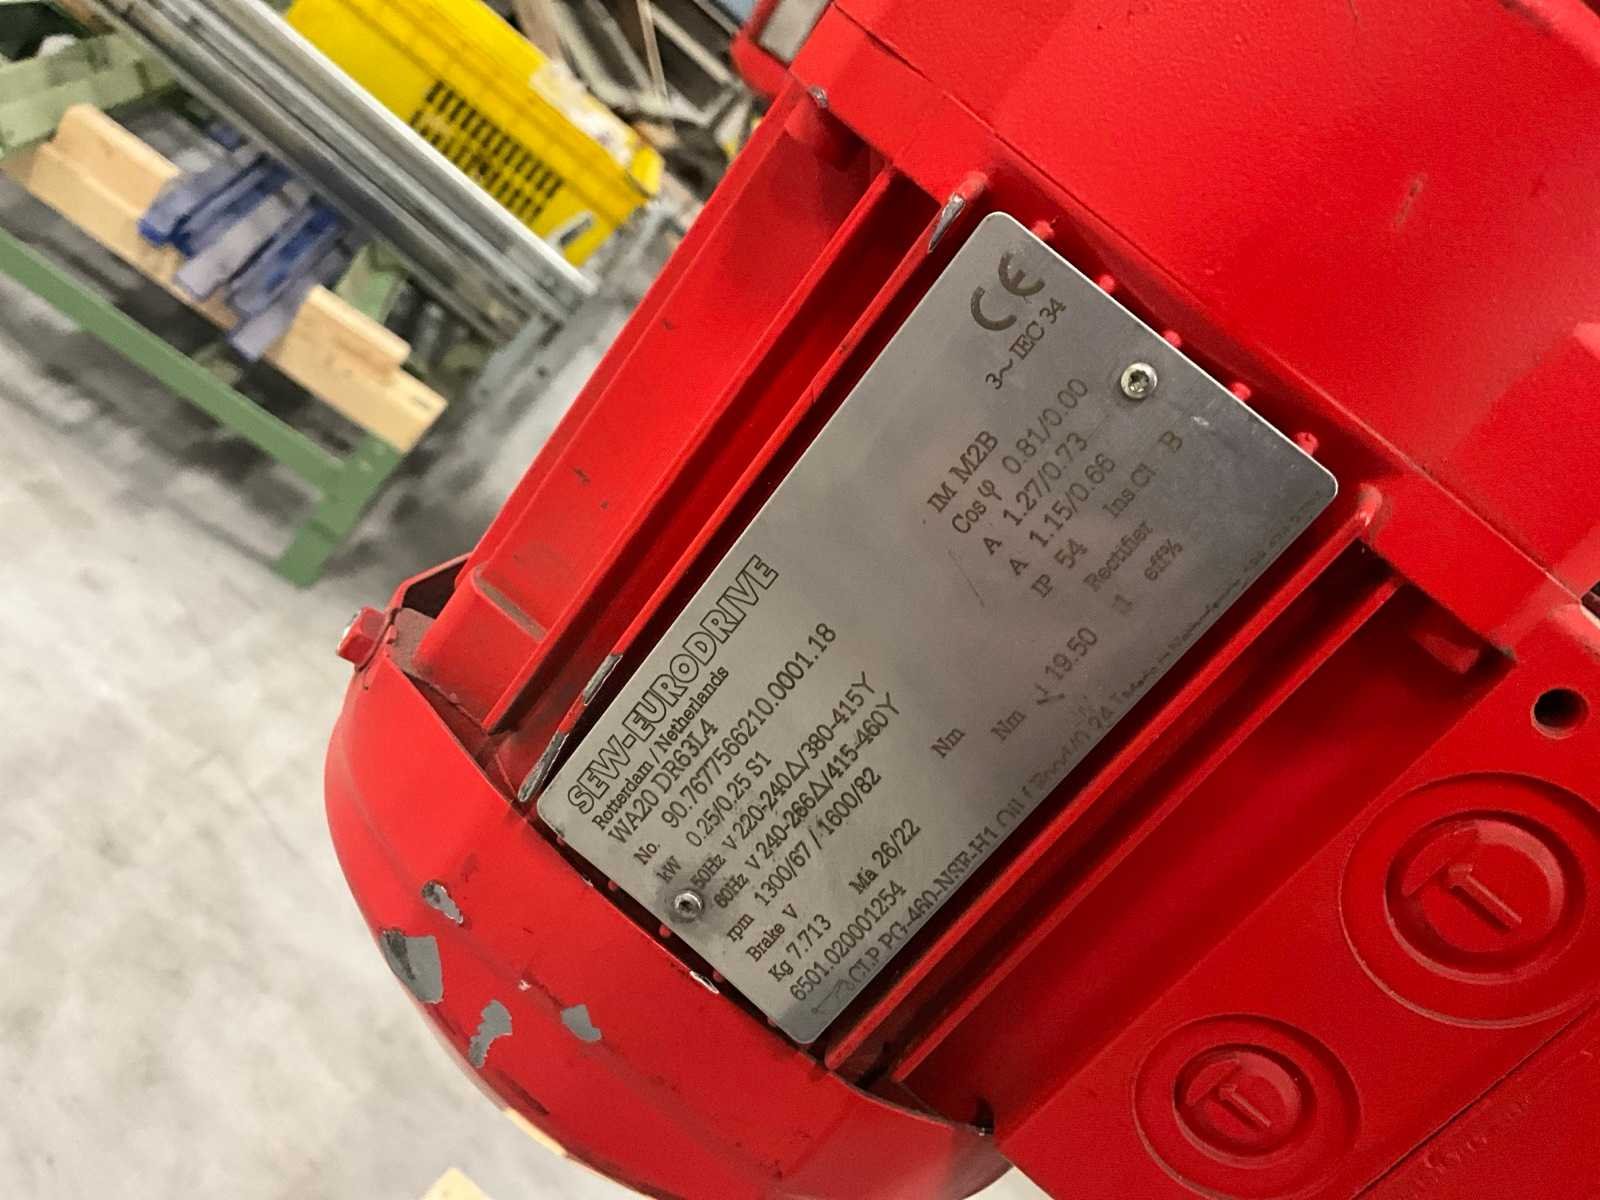 CE
SEW-EURODRIVE 3~ IEC 34
Rotterdam / Netherlands
WA20 DR63L4
No. 90.7677566210.0001.18 IM M2B
kW 0.25/0.25 S1 Cos φ 0.81/0.00
50Hz V 220-240Δ/380-415Y A 1.27/0.73
60Hz V 240-266Δ/415-460Y A 1.15/0.66
rpm 1300/67 / 1600/82 IP 54 Ins Cl B
Brake V Nm Rectifier
Kg 7.713 Ma 26/22 Nm i 19.50 :1 eff%
6501.020001254
CLP PG-460-NSF-H1 Oil